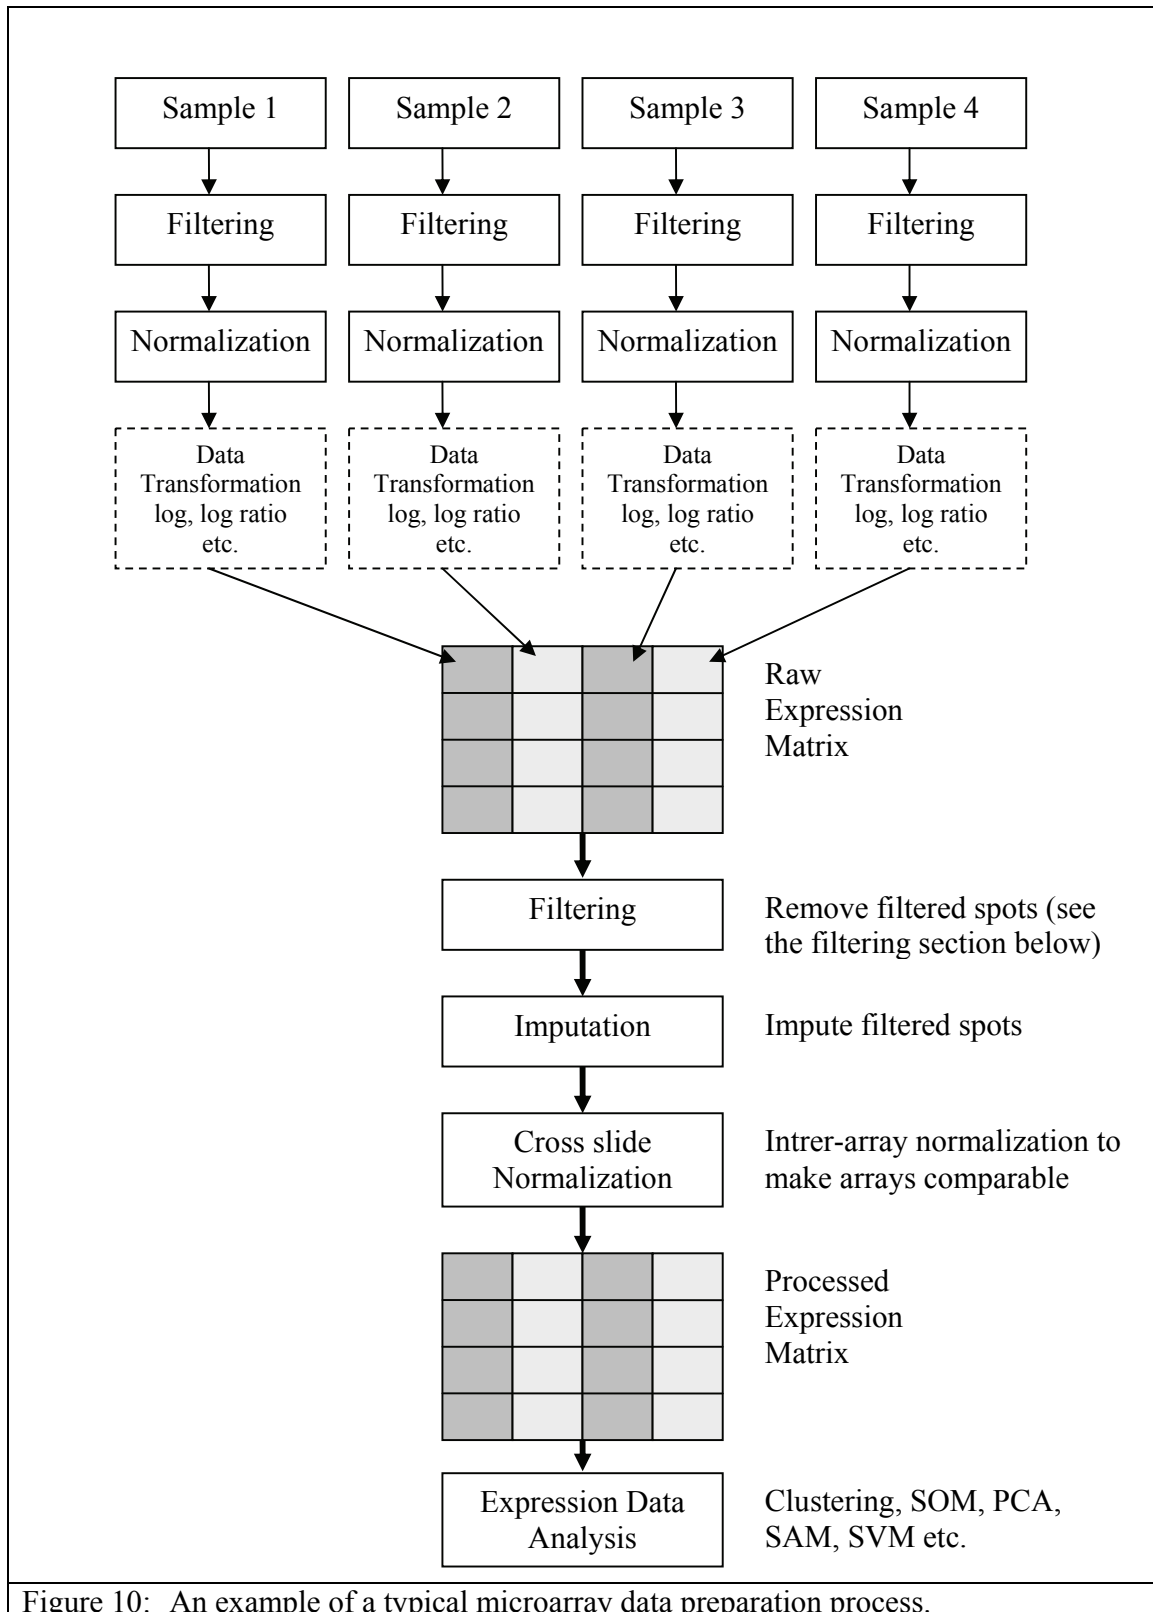 Sample 1
Sample 2
Sample 3
Sample 4
Filtering
Filtering
Filtering
Filtering
Normalization
Normalization
Normalization
Normalization
Data
Transformation
log, log ratio
etc.
Data
Transformation
log, log ratio
etc.
Data
Transformation
log, log ratio
etc.
Data
Transformation
log, log ratio
etc.
Raw
Expression
Matrix
Filtering
Remove filtered spots (see
the filtering section below)
Imputation
Impute filtered spots
Cross slide
Normalization
Intrer-array normalization to
make arrays comparable
Processed
Expression
Matrix
Expression Data
Analysis
Clustering, SOM, PCA,
SAM, SVM etc.
Figure 10: An example of a typical microarray data preparation process.